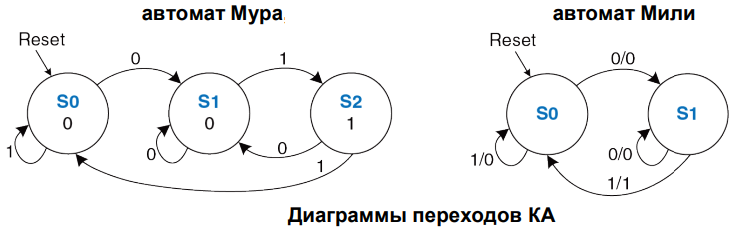 автомат Мура,
автомат Мили
Reset
0
1
S0
0
S1
0
S2
1
1
0
0
1
Reset
0/0
S0
S1
1/0
0/0
1/1
Диаграммы переходов КА